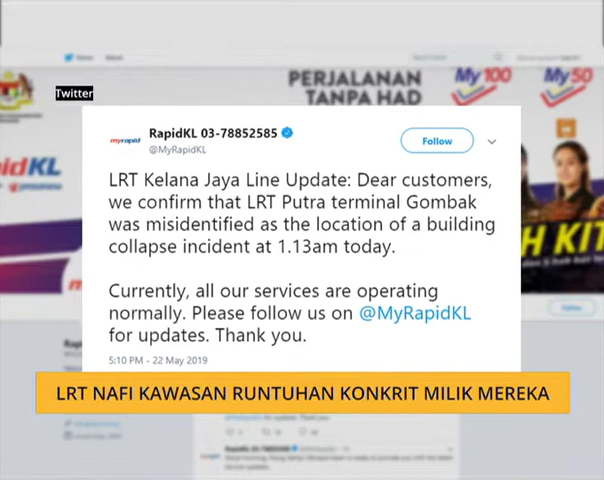 PERJALANAN
TANPA HAD
My100
My50
Twitter
RapidKL 03-78852585
@MyRapidKL
myrapid
Follow
LRT Kelana Jaya Line Update: Dear customers,
we confirm that LRT Putra terminal Gombak
was misidentified as the location of a building
collapse incident at 1.13am today.
Currently, all our services are operating
normally. Please follow us on @MyRapidKL
for updates. Thank you.
5:10 PM - 22 May 2019
LRT NAFI KAWASAN RUNTUHAN KONKRIT MILIK MEREKA